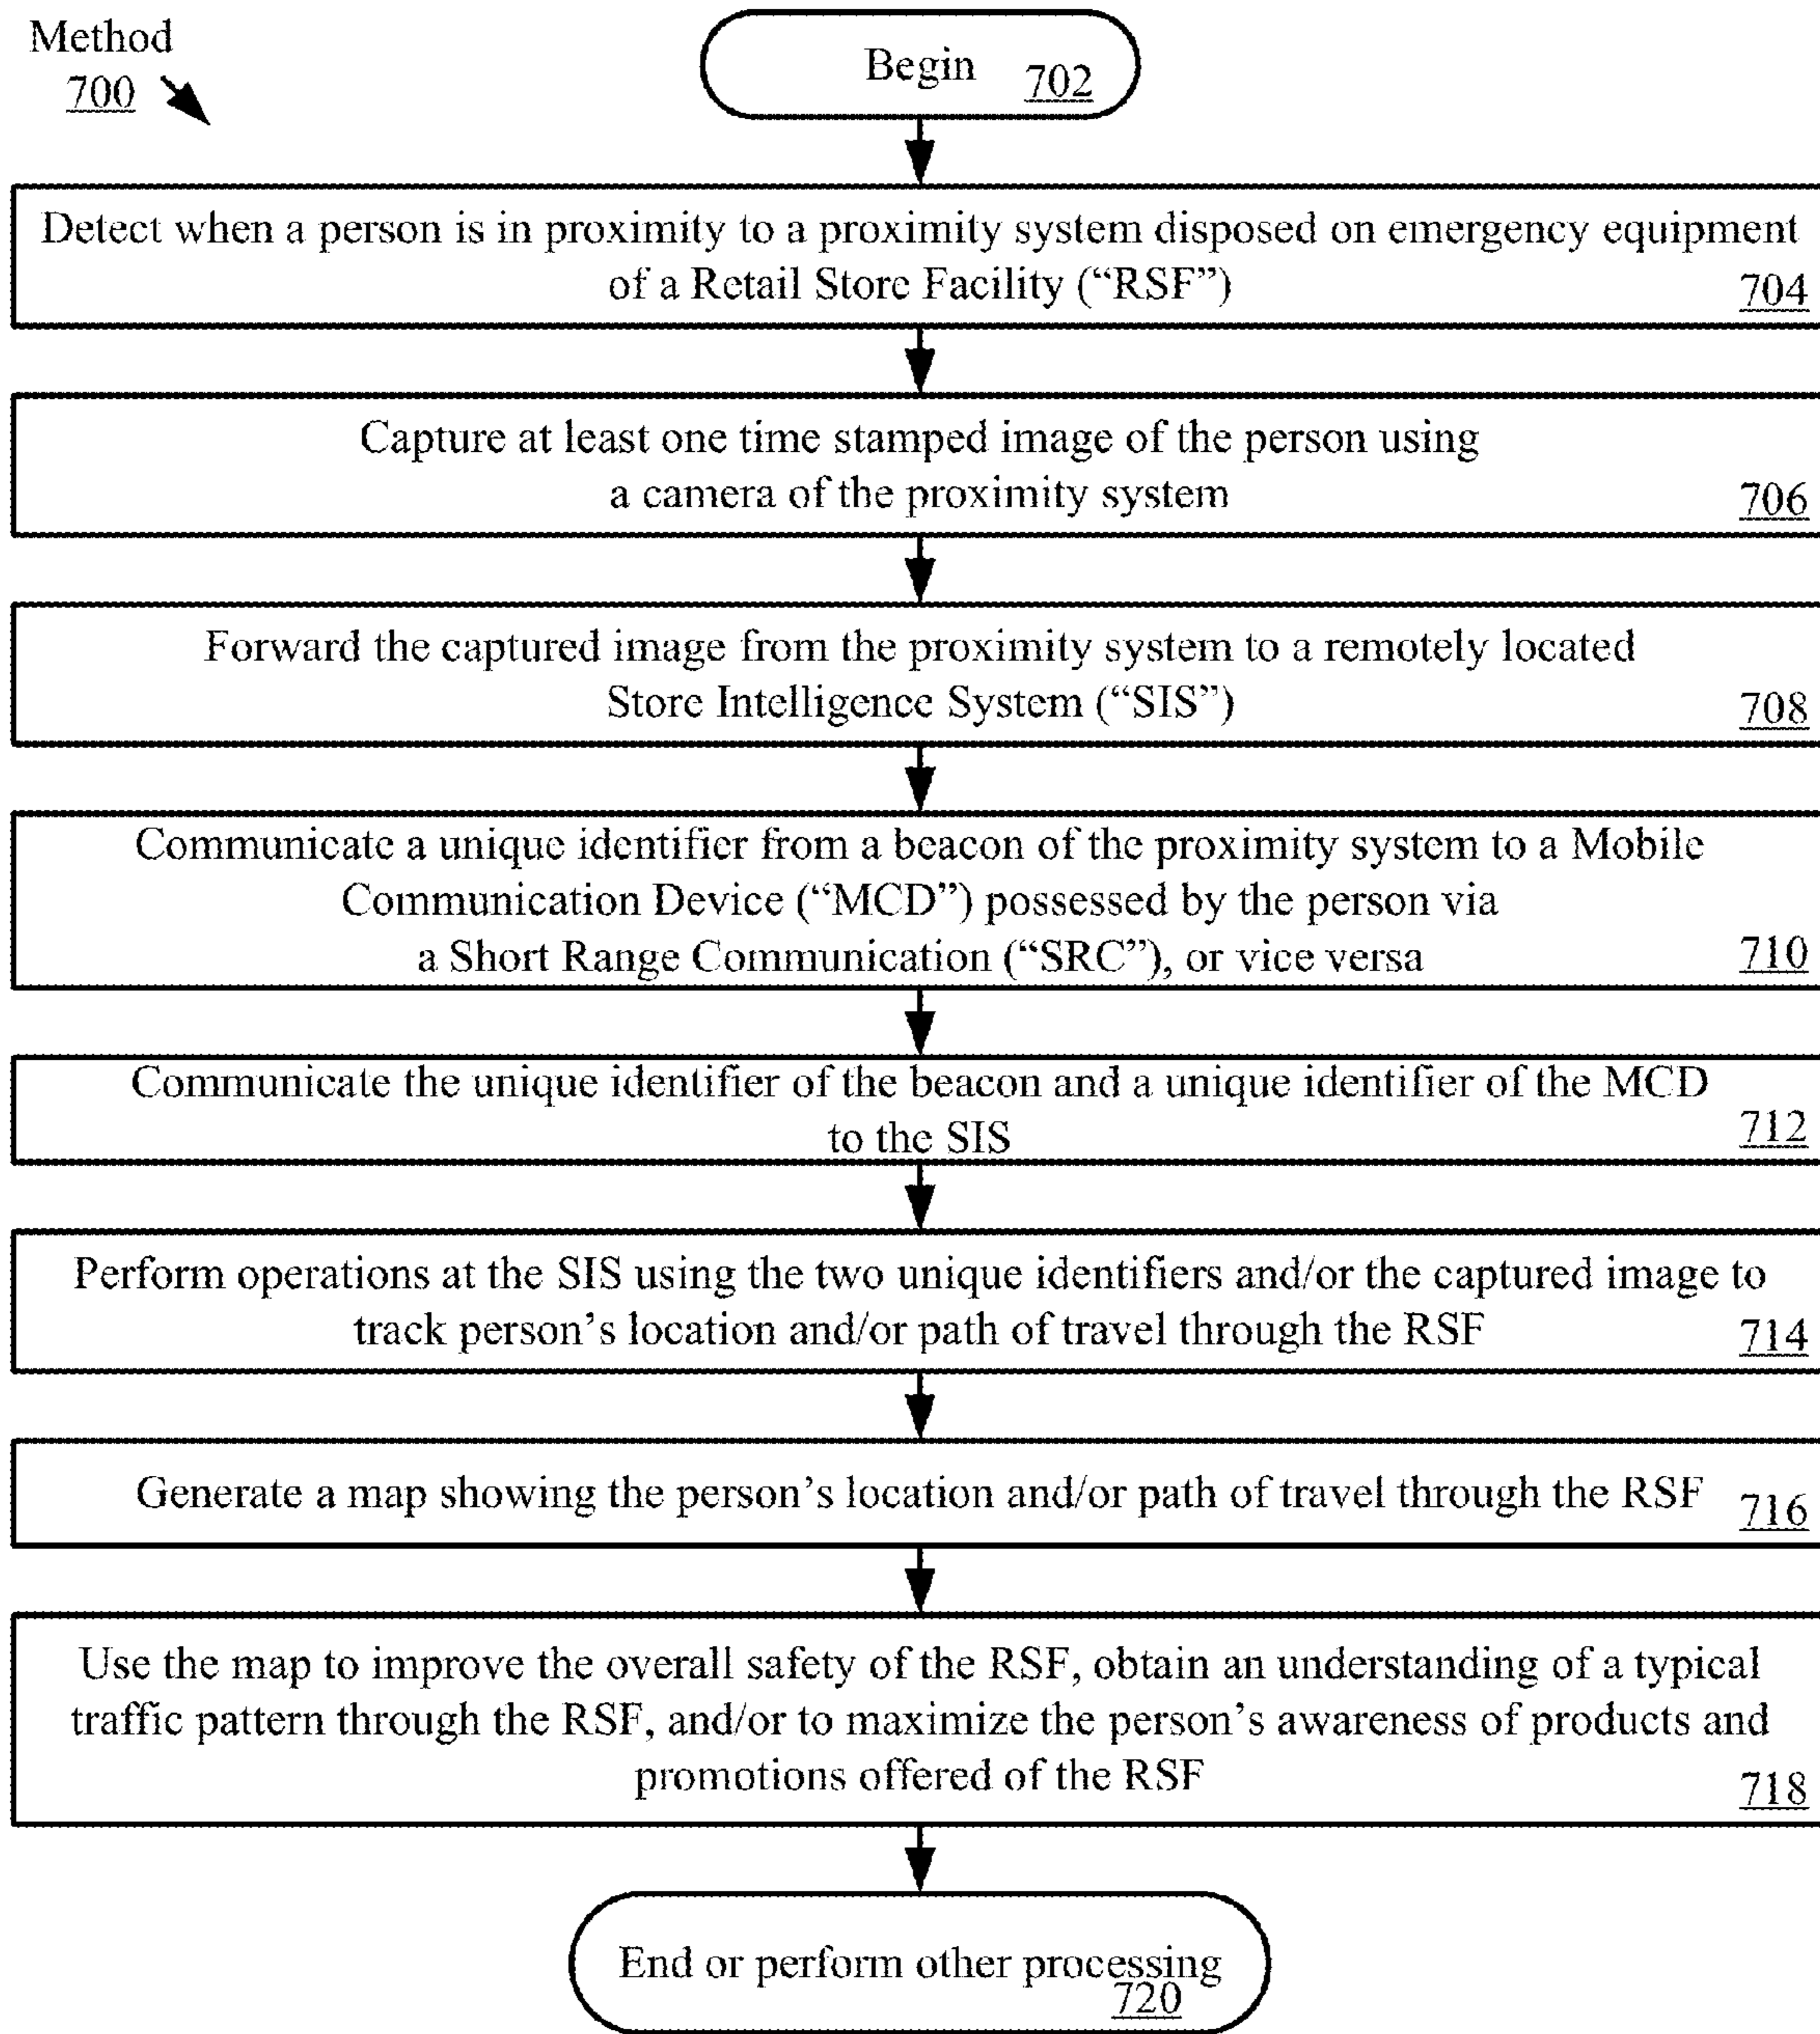 Method
700
Begin 702
Detect when a person is in proximity to a proximity system disposed on emergency equipment
of a Retail Store Facility (“RSF”)
704
Capture at least one time stamped image of the person using
a camera of the proximity system
706
Forward the captured image from the proximity system to a remotely located
Store Intelligence System (“SIS”)
708
Communicate a unique identifier from a beacon of the proximity system to a Mobile
Communication Device (“MCD”) possessed by the person via
a Short Range Communication (“SRC”), or vice versa
710
Communicate the unique identifier of the beacon and a unique identifier of the MCD
to the SIS
712
Perform operations at the SIS using the two unique identifiers and/or the captured image to
track person’s location and/or path of travel through the RSF
714
Generate a map showing the person’s location and/or path of travel through the RSF
716
Use the map to improve the overall safety of the RSF, obtain an understanding of a typical
traffic pattern through the RSF, and/or to maximize the person’s awareness of products and
promotions offered of the RSF
718
End or perform other processing
720